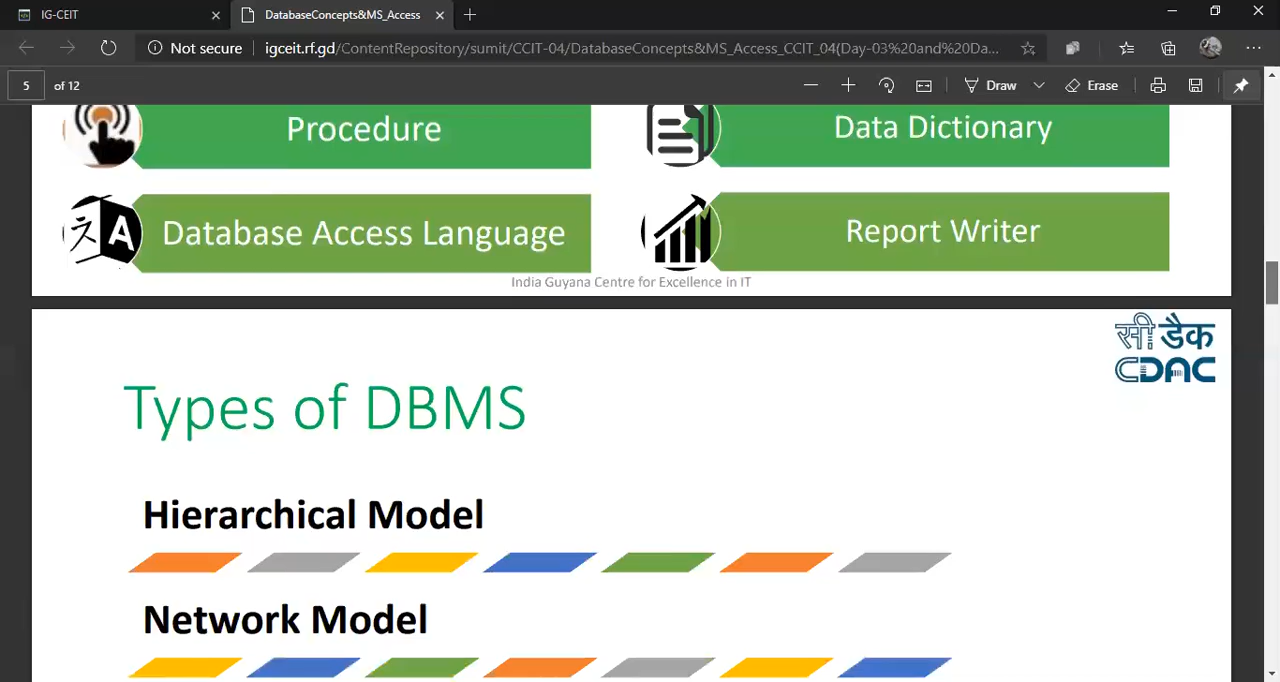 IG-CEIT
DatabaseConcepts&MS_Access
Not secure
igceit.rf.gd/ContentRepository/sumit/CCIT-04/DatabaseConcepts&MS_Access_CCIT_04(Day-03%20and%20Da...
5 of 12
Draw
Erase
Procedure
Data Dictionary
Database Access Language
Report Writer
India Guyana Centre for Excellence in IT
सी डैक
CDAC
Types of DBMS
Hierarchical Model
Network Model